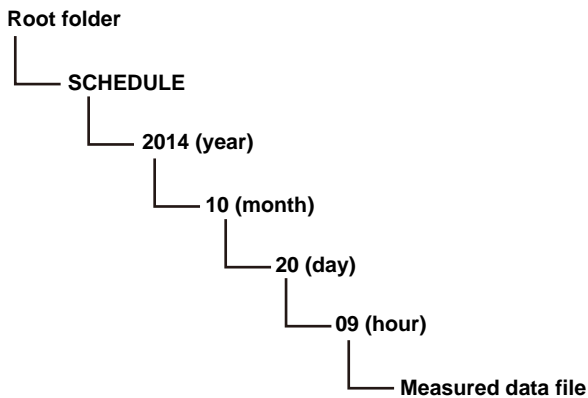 Root folder
SCHEDULE
2014 (year)
10 (month)
20 (day)
09 (hour)
Measured data file